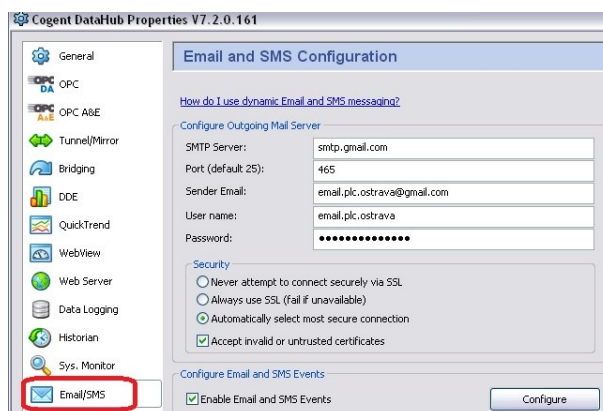 Cogent DataHub Properties V7.2.0.161
General
OPC DA OPC
OPC A&E OPC A&E
Tunnel/Mirror
Bridging
DDE
QuickTrend
WebView
Web Server
Data Logging
Historian
Sys. Monitor
Email/SMS
Email and SMS Configuration
How do I use dynamic Email and SMS messaging?
Configure Outgoing Mail Server
SMTP Server: smtp.gmail.com
Port (default 25): 465
Sender Email: email.plc.ostrava@gmail.com
User name: email.plc.ostrava
Password: ●●●●●●●●●●●●●●
Security
Never attempt to connect securely via SSL
Always use SSL (fail if unavailable)
Automatically select most secure connection
Accept invalid or untrusted certificates
Configure Email and SMS Events
Enable Email and SMS Events Configure